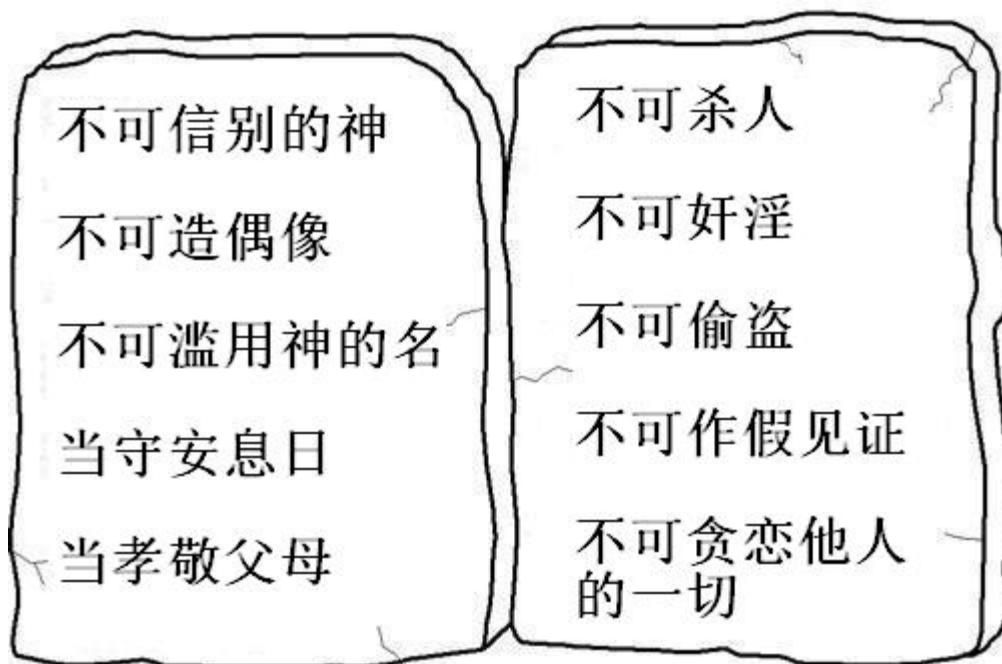 不可信别的神
不可造偶像
不可滥用神的名
当守安息日
当孝敬父母
不可杀人
不可奸淫
不可偷盗
不可作假见证
不可贪恋他人
的一切